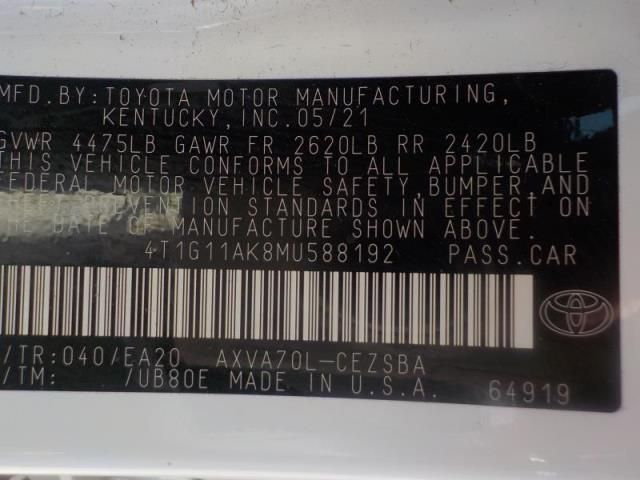 MFD. BY: TOYOTA MOTOR MANUFACTURING,
KENTUCKY, INC. 05/21
GVWR 4475LB GAWR FR 2620LB RR 2420LB
THIS VEHICLE CONFORMS TO ALL APPLICABLE
FEDERAL MOTOR VEHICLE SAFETY, BUMPER, AND
STANDARDS IN EFFECT ON
THE DATE OF MANUFACTURE SHOWN ABOVE.
4T1G11AK8MU588192 PASS. CAR
/TR: 040/EA20 AXVA70L-CEZSBA
/TM: /UB80E MADE IN U.S.A. 64919